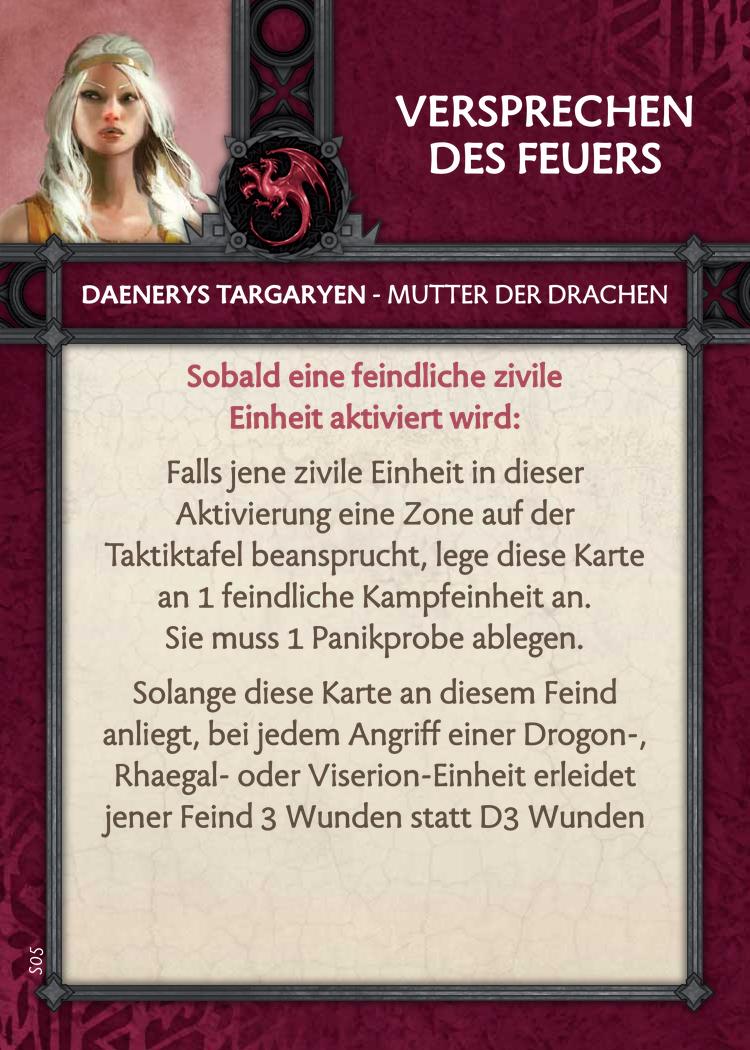 VERSPRECHEN
DES FEUERS
DAENERYS TARGARYEN - MUTTER DER DRACHEN
Sobald eine feindliche zivile
Einheit aktiviert wird:
Falls jene zivile Einheit in dieser
Aktivierung eine Zone auf der
Taktiktafel beansprucht, lege diese Karte
an 1 feindliche Kampfeinheit an.
Sie muss 1 Panikprobe ablegen.
Solange diese Karte an diesem Feind
anliegt, bei jedem Angriff einer Drogon-,
Rhaegal- oder Viserion-Einheit erleidet
jener Feind 3 Wunden statt D3 Wunden
S05